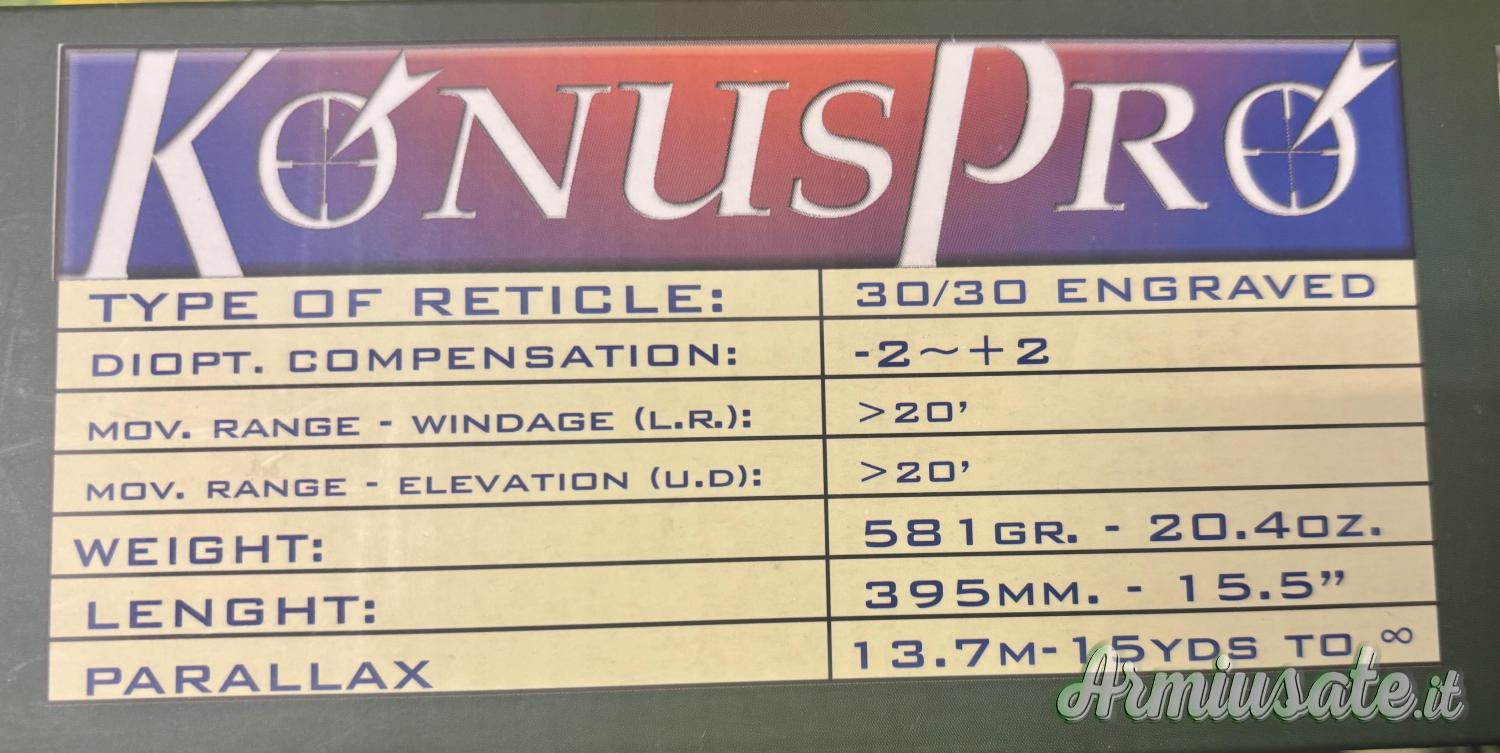 KONUSPRO
TYPE OF RETICLE: 30/30 ENGRAVED
DIOPT. COMPENSATION: -2~+2
MOV. RANGE - WINDAGE (L.R.): >20’
MOV. RANGE - ELEVATION (U.D): >20’
WEIGHT: 581GR. - 20.4OZ.
LENGHT: 395MM. - 15.5”
PARALLAX 13.7M-15YDS TO ∞
Armiusate.it